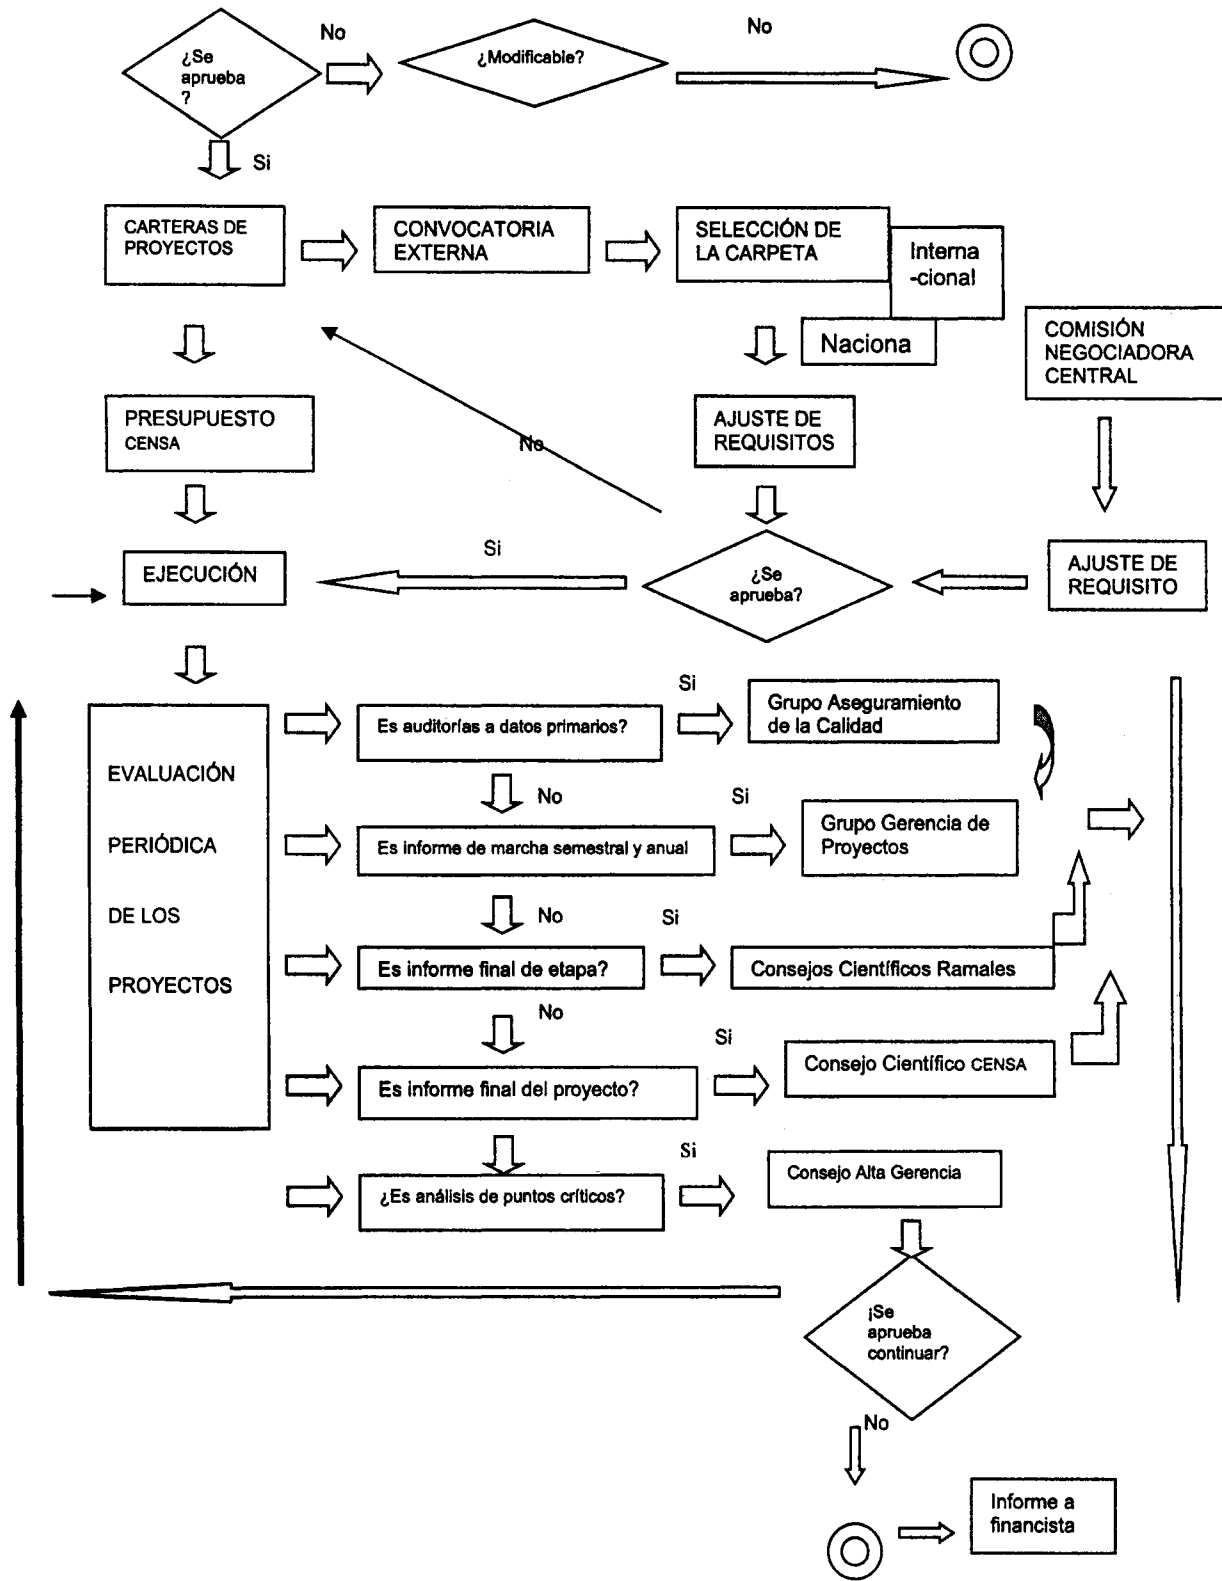 No
No
¿Se
aprueba
?
¿Modificable?
Si
CARTERAS DE
PROYECTOS
CONVOCATORIA
EXTERNA
SELECCIÓN DE
LA CARPETA
Interna
-cional
Naciona
COMISIÓN
NEGOCIADORA
CENTRAL
PRESUPUESTO
CENSA
No
AJUSTE DE
REQUISITOS
Si
EJECUCIÓN
¿Se
aprueba?
AJUSTE DE
REQUISITO
EVALUACIÓN
PERIÓDICA
DE LOS
PROYECTOS
Es auditorías a datos primarios?
Si
Grupo Aseguramiento
de la Calidad
No
Si
Es informe de marcha semestral y anual
Grupo Gerencia de
Proyectos
No
Si
Es informe final de etapa?
Consejos Científicos Ramales
No
Si
Es informe final del proyecto?
Consejo Científico CENSA
Si
¿Es análisis de puntos críticos?
Consejo Alta Gerencia
¡Se
aprueba
continuar?
No
Informe a
financista